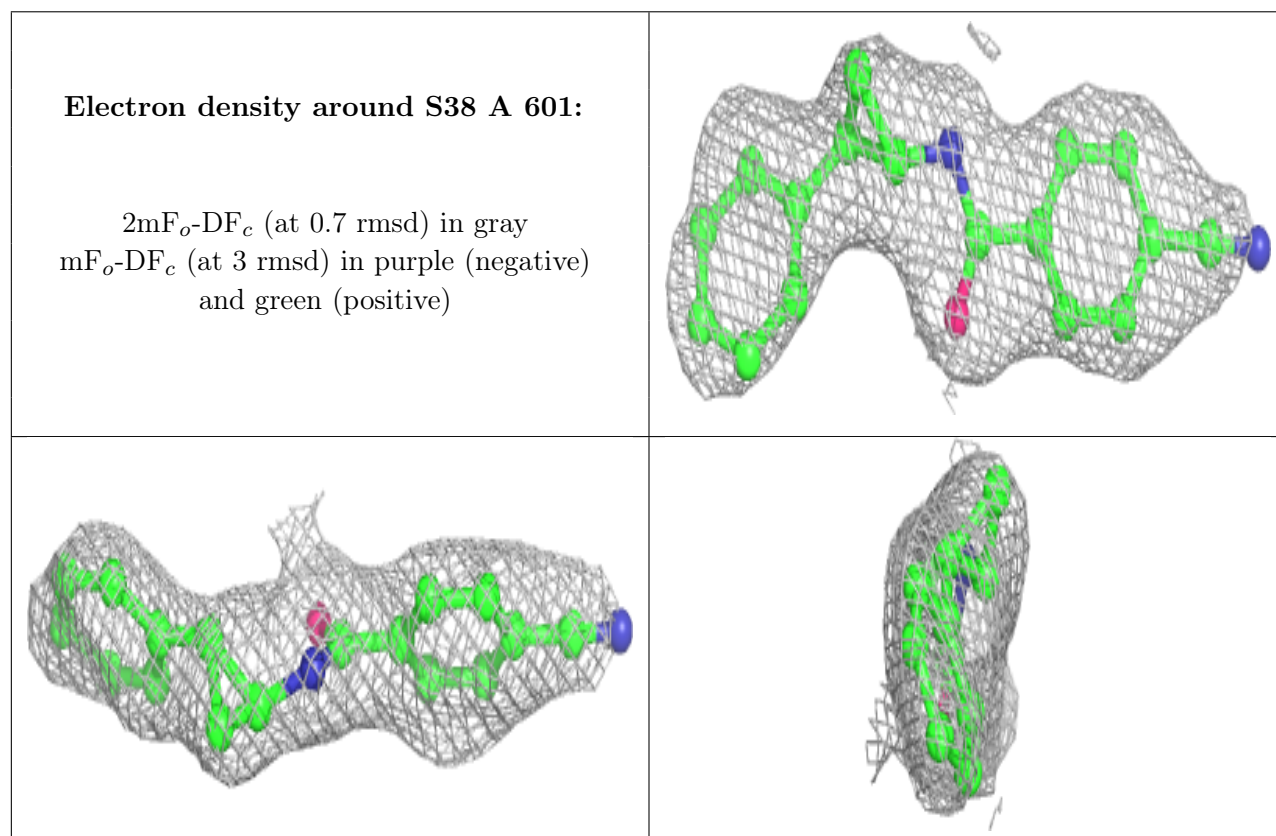 Electron density around S38 A 601:
2mFo-DFc (at 0.7 rmsd) in gray
mFo-DFc (at 3 rmsd) in purple (negative)
and green (positive)